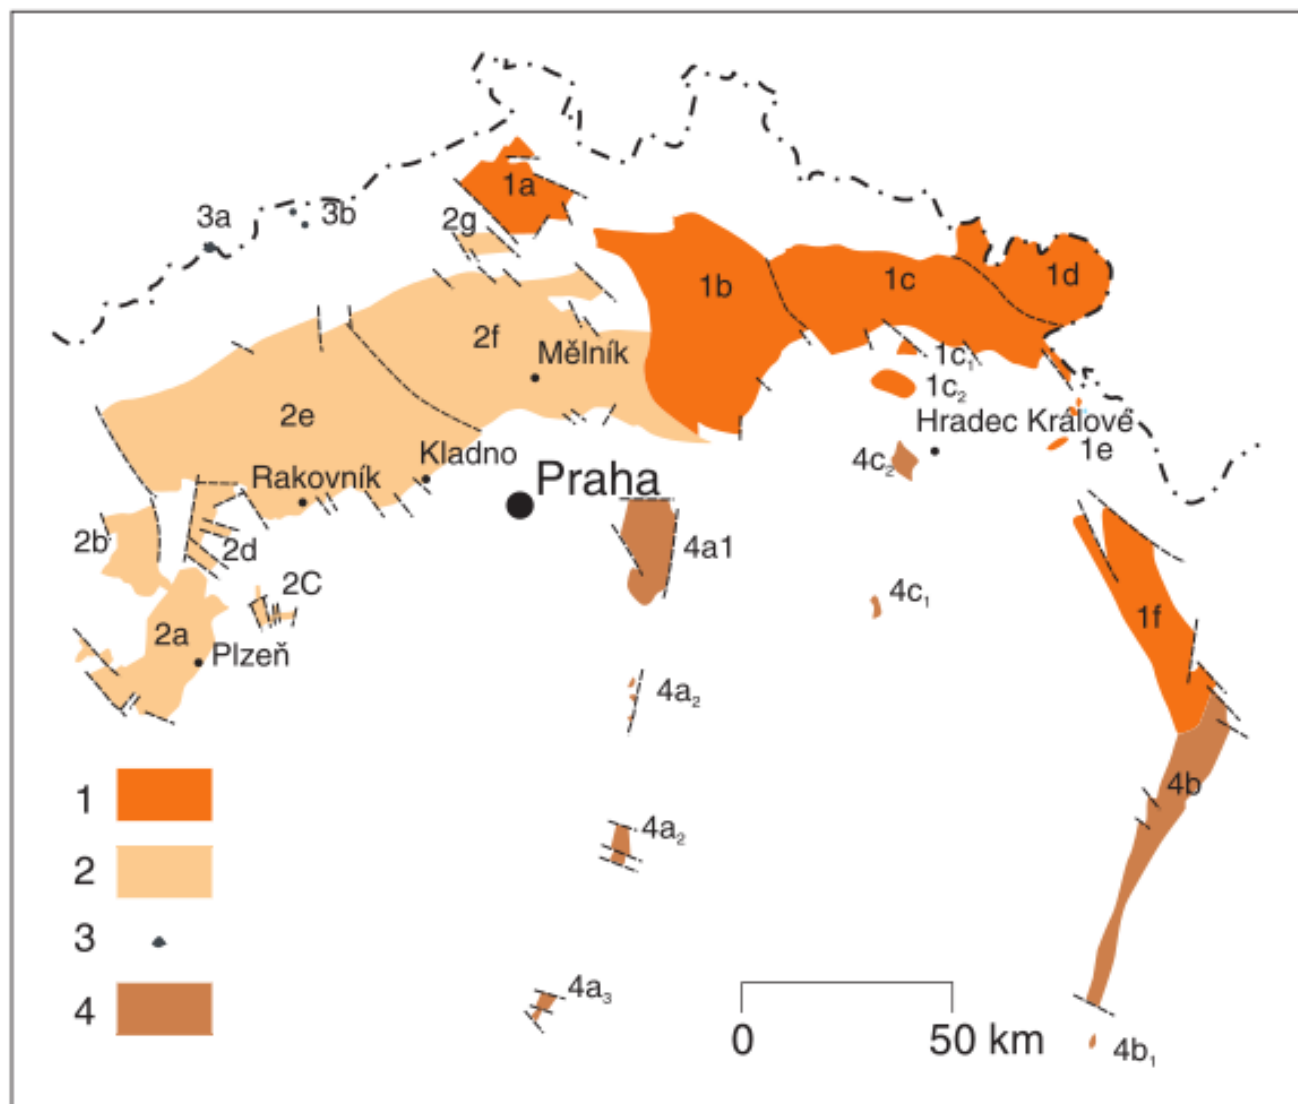 1a
3a
3b
2g
1d
1b
1c
2f
Mělník
1c₁
1c₂
2e
Hradec Králové
Kladno
1e
4c₂
Rakovník
Praha
2b
2d
4a1
2C
4c₁
1f
2a
Plzeň
4a₂
4b
1
4a₂
2
3
4a₃
4
0
50 km
4b₁